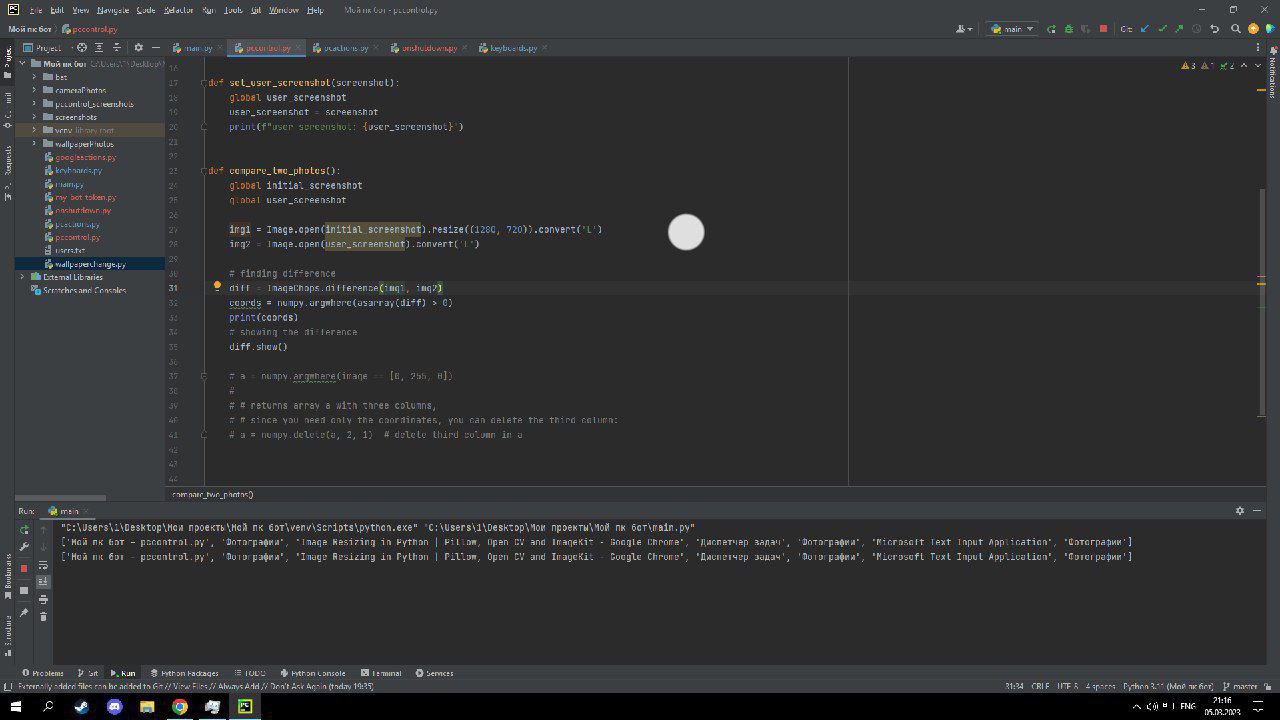 File Edit View Navigate Code Refactor Run Tools Git Window Help Мой пк бот - pccontrol.py
Мой пк бот pccontrol.py main Git:
Project main.py pccontrol.py pcactions.py onshutdown.py keyboards.py
Мой пк бот C:\Users\1\Desktop\М
bat
cameraPhotos
pccontrol_screenshots
screenshots
venv library root
wallpaperPhotos
googleactions.py
keyboards.py
main.py
my_bot_token.py
onshutdown.py
pcactions.py
pccontrol.py
users.txt
wallpaperchange.py
External Libraries
Scratches and Consoles
Project
Commit
Pull Requests
Bookmarks
Structure
Notifications
3 1 2
16
17 def set_user_screenshot(screenshot):
18 global user_screenshot
19 user_screenshot = screenshot
20 print(f"user screenshot: {user_screenshot}")
21
22
23 def compare_two_photos():
24 global initial_screenshot
25 global user_screenshot
26
27 img1 = Image.open(initial_screenshot).resize((1280, 720)).convert('L')
28 img2 = Image.open(user_screenshot).convert('L')
29
30 # finding difference
31 diff = ImageChops.difference(img1, img2)
32 coords = numpy.argwhere(asarray(diff) > 0)
33 print(coords)
34 # showing the difference
35 diff.show()
36
37 # a = numpy.argwhere(image == [0, 255, 0])
38 #
39 # # returns array a with three columns,
40 # # since you need only the coordinates, you can delete the third column:
41 # a = numpy.delete(a, 2, 1) # delete third column in a
42
43
44
compare_two_photos()
Run: main
"C:\Users\1\Desktop\Мои проекты\Мой пк бот\venv\Scripts\python.exe" "C:\Users\1\Desktop\Мои проекты\Мой пк бот\main.py"
['Мой пк бот – pccontrol.py', 'Фотографии', 'Image Resizing in Python | Pillow, Open CV and ImageKit - Google Chrome', 'Диспетчер задач', 'Фотографии', 'Microsoft Text Input Application', 'Фотографии']
['Мой пк бот – pccontrol.py', 'Фотографии', 'Image Resizing in Python | Pillow, Open CV and ImageKit - Google Chrome', 'Диспетчер задач', 'Фотографии', 'Microsoft Text Input Application', 'Фотографии']
Problems Git Run Python Packages TODO Python Console Terminal Services
Externally added files can be added to Git // View Files // Always Add // Don't Ask Again (today 19:35) 31:34 CRLF UTF-8 4 spaces Python 3.11 (Мой пк бот) master
ENG 21:16
05.03.2023